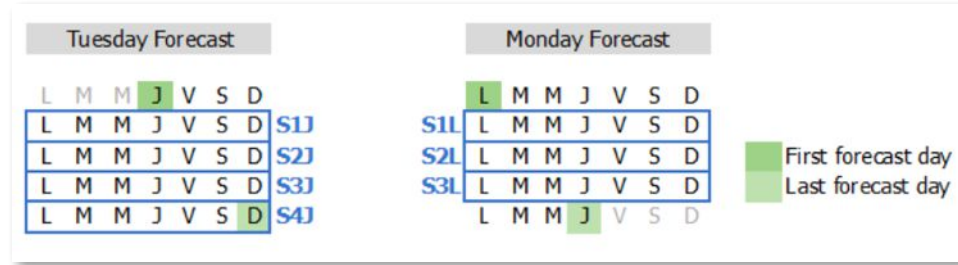 Tuesday Forecast Monday Forecast
L M M J V S D L M M J V S D
L M M J V S D S1J S1L L M M J V S D
L M M J V S D S2J S2L L M M J V S D First forecast day
L M M J V S D S3J S3L L M M J V S D Last forecast day
L M M J V S D S4J L M M J V S D